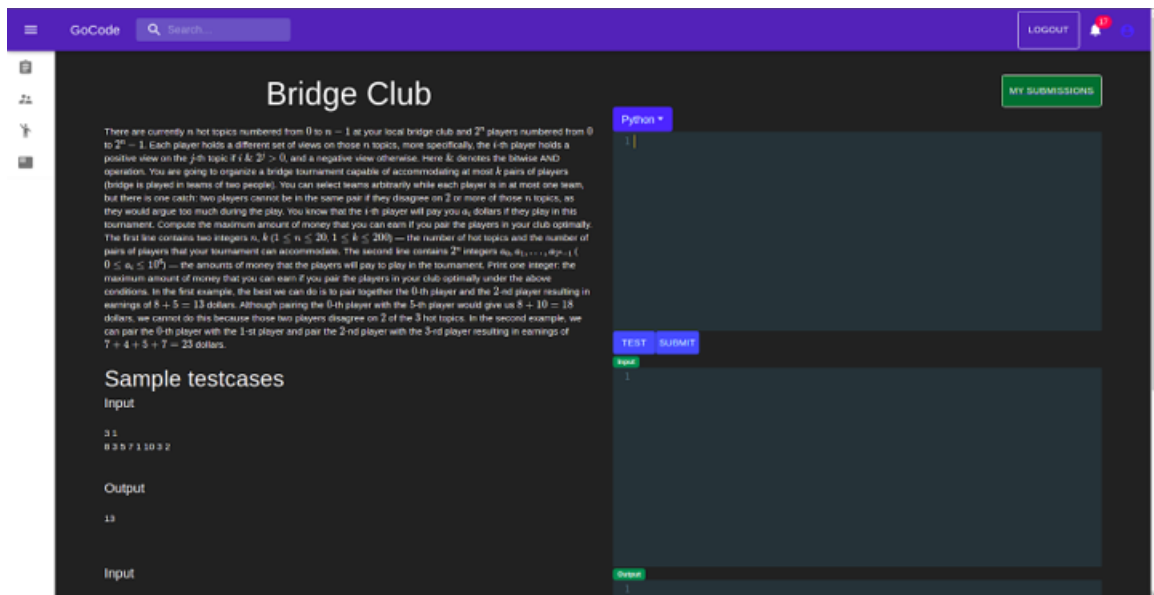 GoCode
Search...
LOGOUT
17
Bridge Club
MY SUBMISSIONS
There are currently n hot topics numbered from 0 to n − 1 at your local bridge club and 2ⁿ players numbered from 0
to 2ⁿ − 1. Each player holds a different set of views on those n topics, more specifically, the i-th player holds a
positive view on the j-th topic if i & 2ʲ > 0, and a negative view otherwise. Here & denotes the bitwise AND
operation. You are going to organize a bridge tournament capable of accommodating at most k pairs of players
(bridge is played in teams of two people). You can select teams arbitrarily while each player is in at most one team,
but there is one catch: two players cannot be in the same pair if they disagree on 2 or more of those n topics, as
they would argue too much during the play. You know that the i-th player will pay you aᵢ dollars if they play in this
tournament. Compute the maximum amount of money that you can earn if you pair the players in your club optimally.
The first line contains two integers n, k (1 ≤ n ≤ 20, 1 ≤ k ≤ 200) — the number of hot topics and the number of
pairs of players that your tournament can accommodate. The second line contains 2ⁿ integers a₀, a₁, . . . , a₂ⁿ₋₁ (
0 ≤ aᵢ ≤ 10⁶) — the amounts of money that the players will pay to play in the tournament. Print one integer: the
maximum amount of money that you can earn if you pair the players in your club optimally under the above
conditions. In the first example, the best we can do is to pair together the 0-th player and the 2-nd player resulting in
earnings of 8 + 5 = 13 dollars. Although pairing the 0-th player with the 5-th player would give us 8 + 10 = 18
dollars, we cannot do this because those two players disagree on 2 of the 3 hot topics. In the second example, we
can pair the 0-th player with the 1-st player and pair the 2-nd player with the 3-rd player resulting in earnings of
7 + 4 + 5 + 7 = 23 dollars.
Python
1
TEST SUBMIT
Input
1
Sample testcases
Input
3 1
8 3 5 7 1 10 3 2
Output
13
Input
Output
1